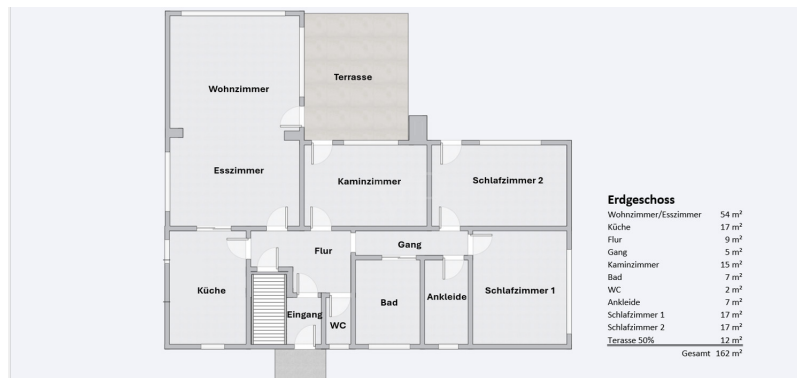 Wohnzimmer
Terrasse
Esszimmer
Kaminzimmer
Schlafzimmer 2
Flur
Gang
Küche
Eingang
WC
Bad
Ankleide
Schlafzimmer 1
Erdgeschoss
Wohnzimmer/Esszimmer 54 m²
Küche 17 m²
Flur 9 m²
Gang 5 m²
Kaminzimmer 15 m²
Bad 7 m²
WC 2 m²
Ankleide 7 m²
Schlafzimmer 1 17 m²
Schlafzimmer 2 17 m²
Terasse 50% 12 m²
Gesamt 162 m²